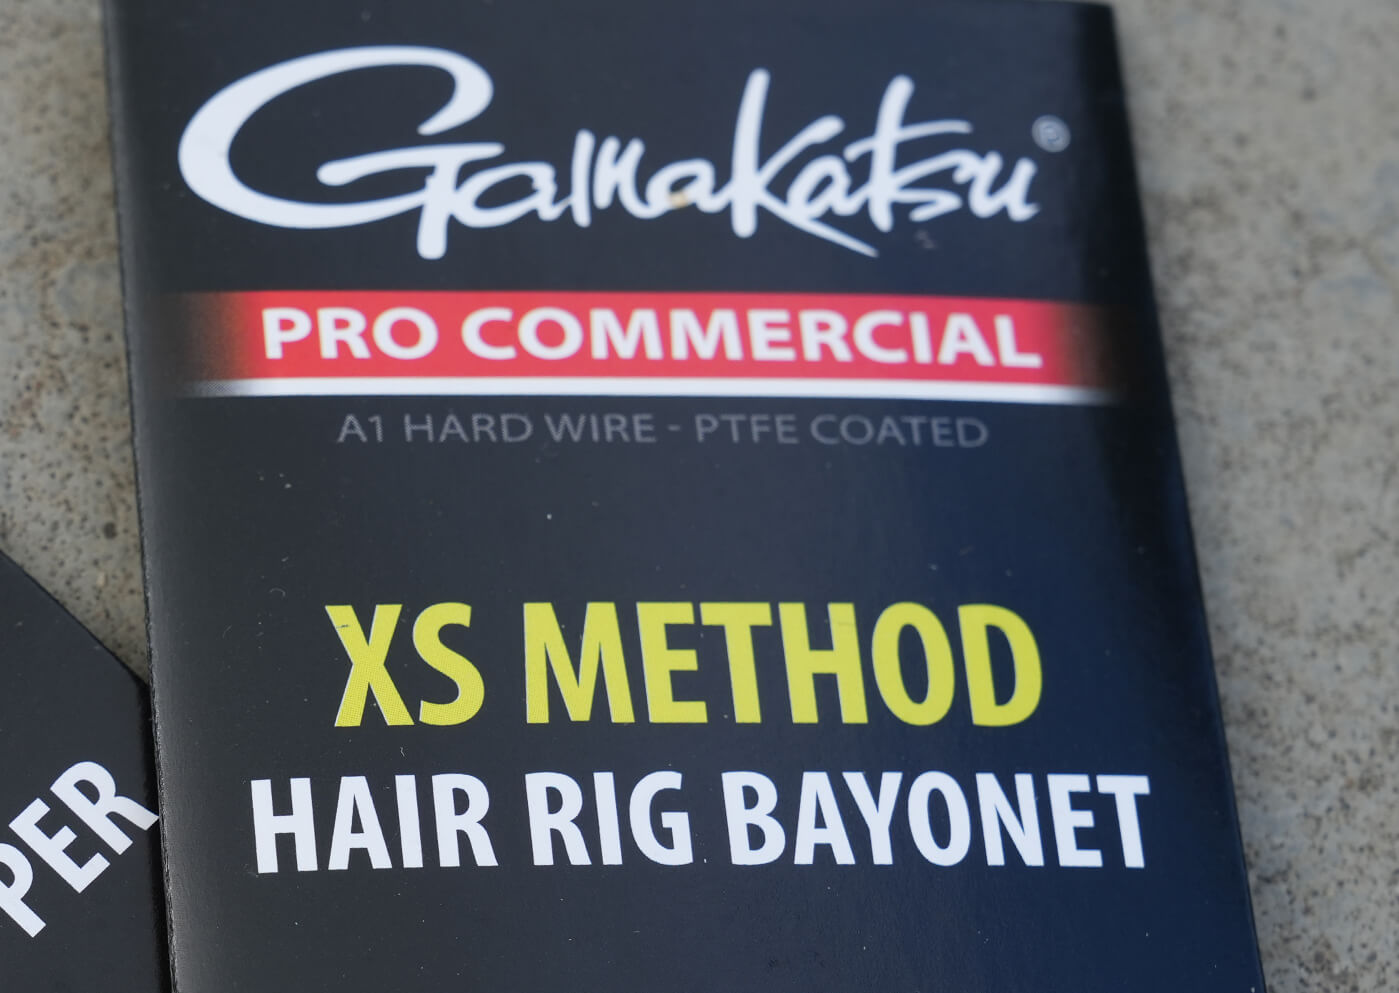 Gamakatsu®
PRO COMMERCIAL
A1 HARD WIRE - PTFE COATED
XS METHOD
HAIR RIG BAYONET
PER